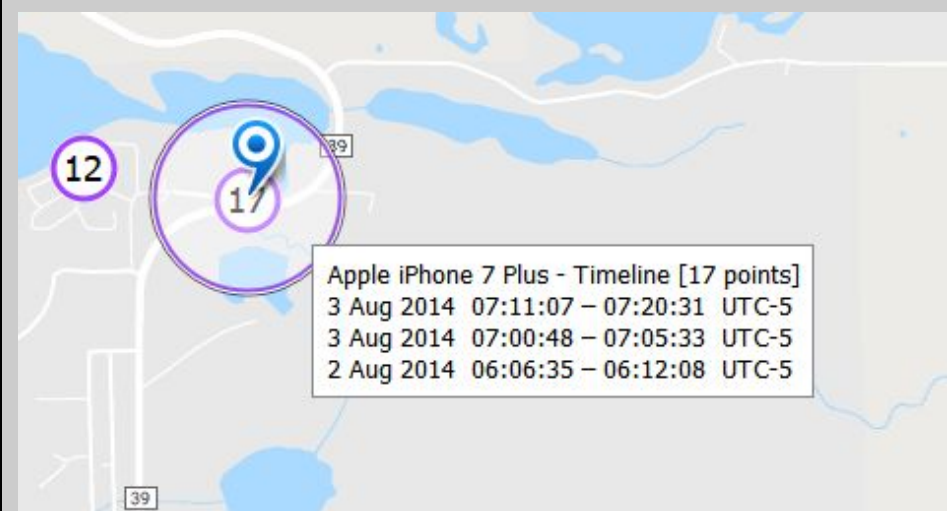 39
12
17
Apple iPhone 7 Plus - Timeline [17 points]
3 Aug 2014 07:11:07 – 07:20:31 UTC-5
3 Aug 2014 07:00:48 – 07:05:33 UTC-5
2 Aug 2014 06:06:35 – 06:12:08 UTC-5
39